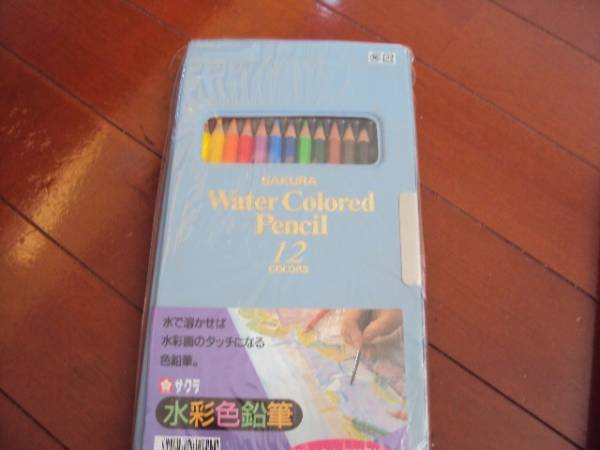 SAKURA
Water Colored
Pencil
12
COLORS
水で溶かせば
水彩画のタッチになる
色鉛筆。
サクラ
水彩色鉛筆